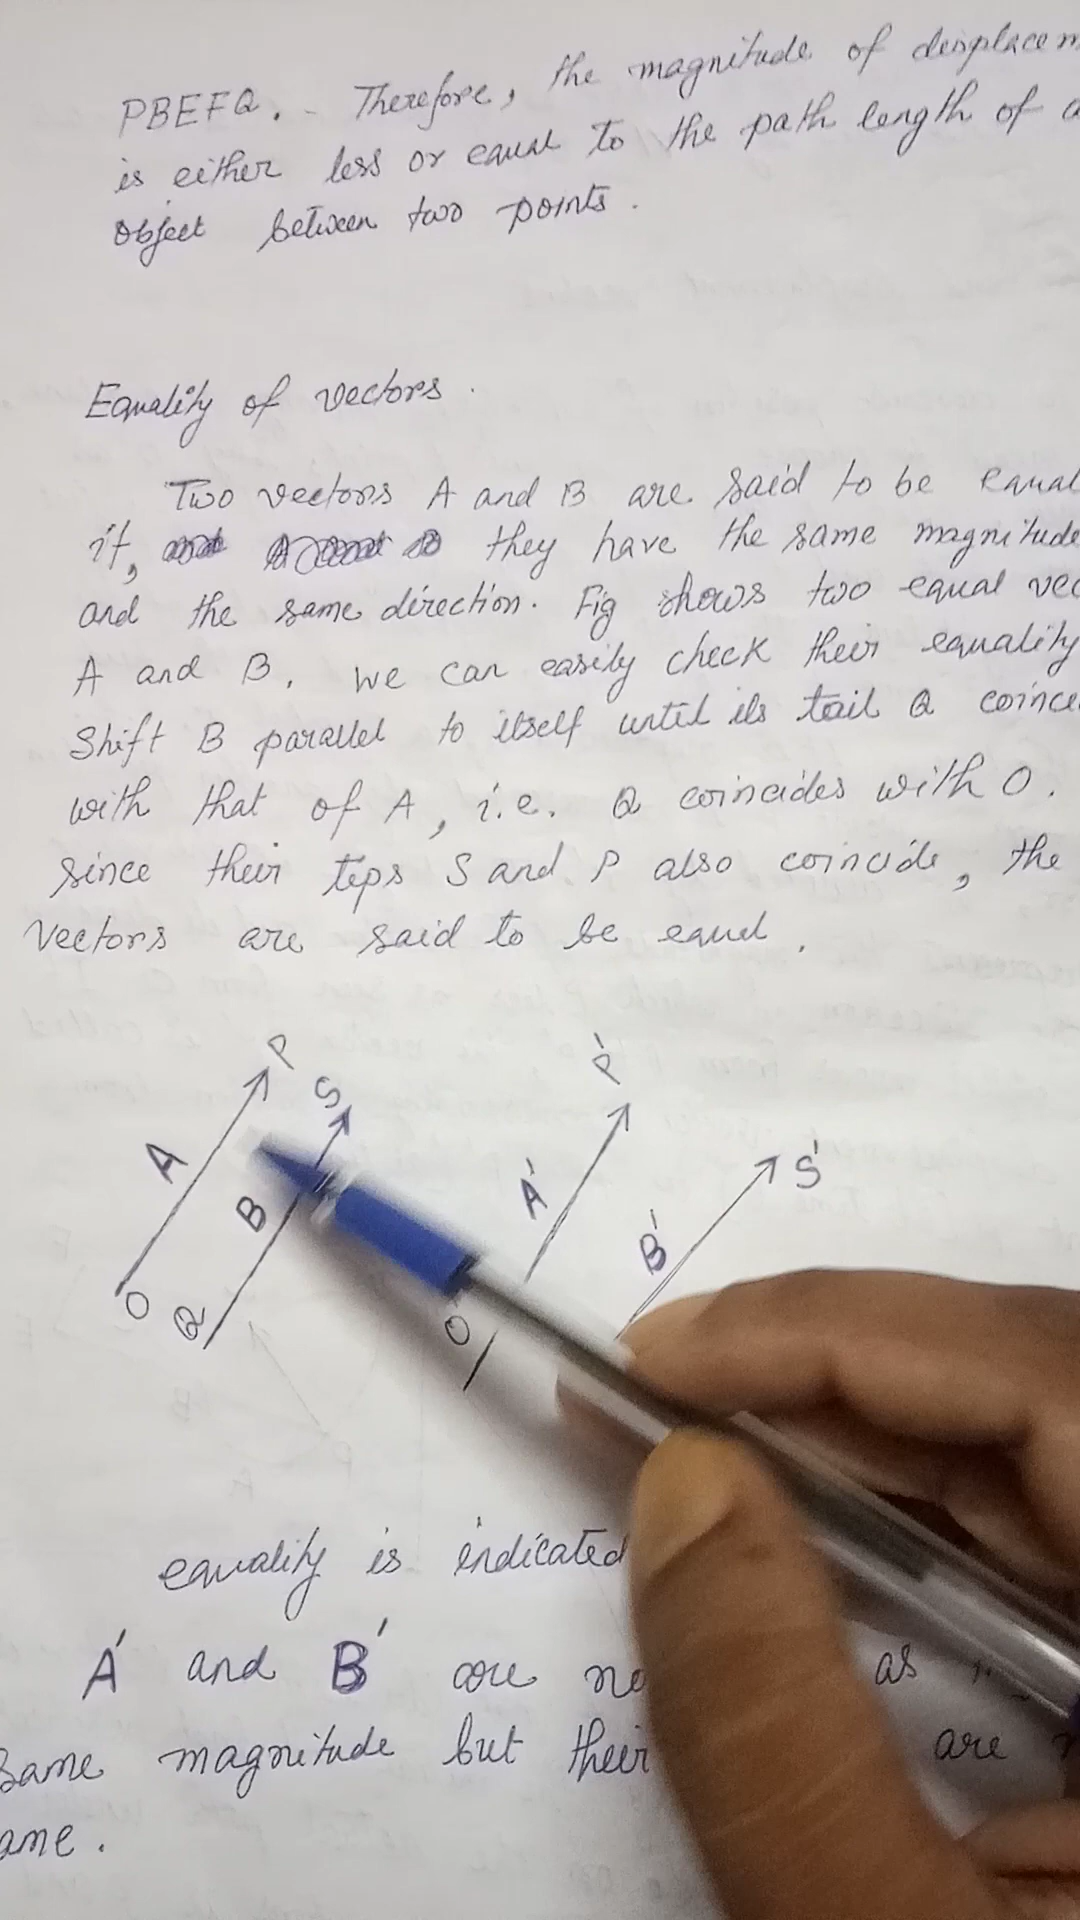 PBEFQ. Therefore, the magnitude of
is either less or equal to the path length of
object between two points.
Equality of vectors.
Two vectors A and B are said to be equal
if, they have the same magnitude
and the same direction. Fig shows two equal
A and B. We can easily check their equality
Shift B parallel to itself until its tail Q
with that of A, i.e. Q coincides with O.
Since their tips S and P also coincide, the
vectors are said to be equal.
P
S
P'
A
A'
S'
B
B'
O
Q
O
equality is indicated
A' and B' are as
same magnitude but their are